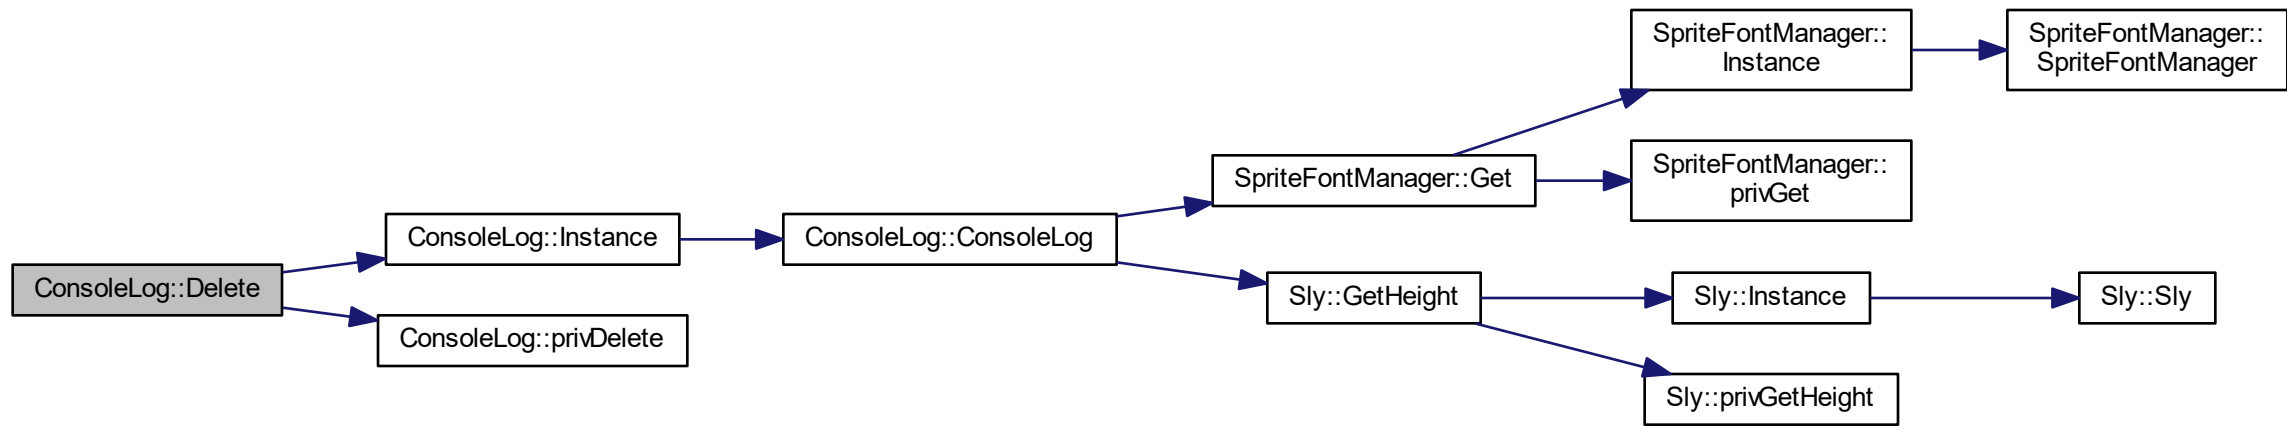 ConsoleLog::Delete
ConsoleLog::Instance
ConsoleLog::privDelete
ConsoleLog::ConsoleLog
SpriteFontManager::Get
Sly::GetHeight
SpriteFontManager::
Instance
SpriteFontManager::
privGet
Sly::Instance
Sly::privGetHeight
SpriteFontManager::
SpriteFontManager
Sly::Sly